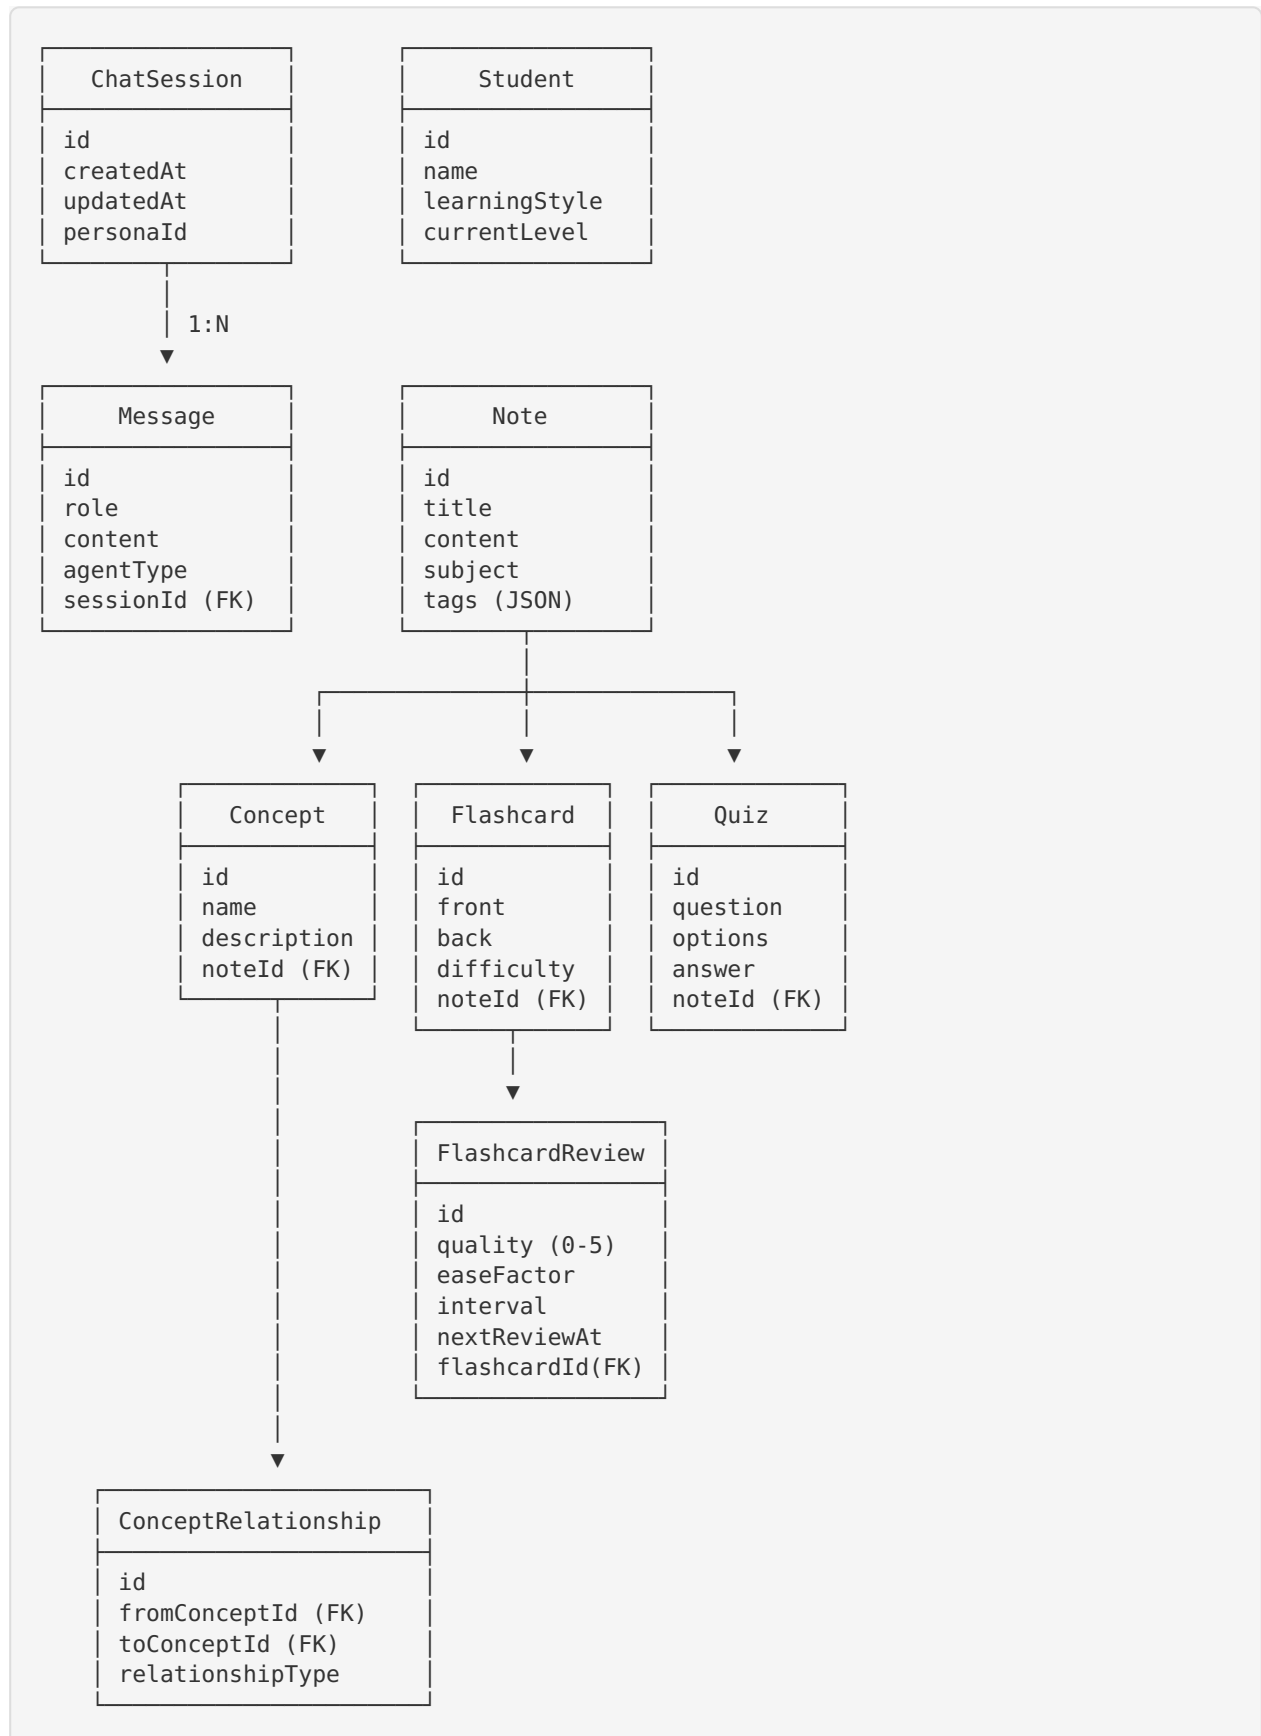 ChatSession
id
createdAt
updatedAt
personaId
Student
id
name
learningStyle
currentLevel
1:N
Message
id
role
content
agentType
sessionId (FK)
Note
id
title
content
subject
tags (JSON)
Concept
id
name
description
noteId (FK)
Flashcard
id
front
back
difficulty
noteId (FK)
Quiz
id
question
options
answer
noteId (FK)
FlashcardReview
id
quality (0-5)
easeFactor
interval
nextReviewAt
flashcardId(FK)
ConceptRelationship
id
fromConceptId (FK)
toConceptId (FK)
relationshipType